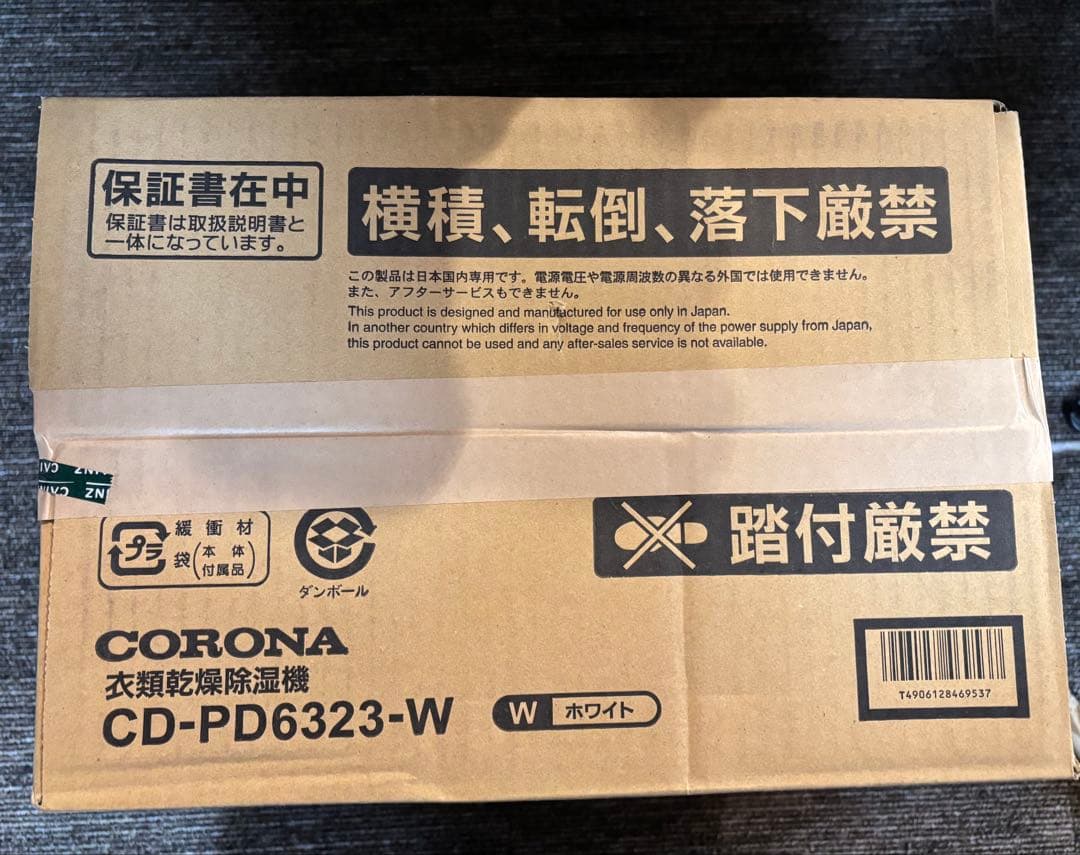 保証書在中
保証書は取扱説明書と
一体になっています。
横積、転倒、落下厳禁
この製品は日本国内専用です。電源電圧や電源周波数の異なる外国では使用できません。
また、アフターサービスもできません。
This product is designed and manufactured for use only in Japan.
In another country which differs in voltage and frequency of the power supply from Japan,
this product cannot be used and any after-sales service is not available.
CAINZ
プラ
緩衝材
袋(本体付属品)
ダンボール
踏付厳禁
CORONA
衣類乾燥除湿機
CD-PD6323-W
W ホワイト
T4906128469537